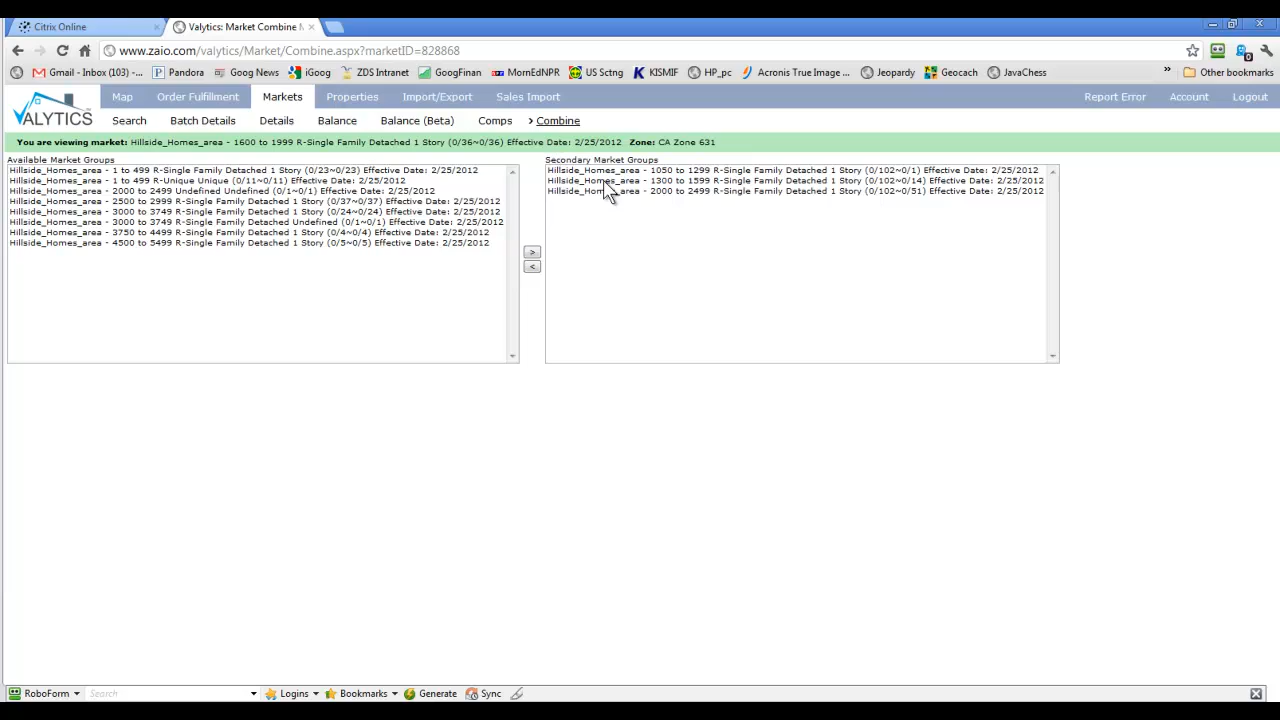 Citrix Online
Valytics: Market Combine
www.zaio.com/valytics/Market/Combine.aspx?marketID=828868
Gmail - Inbox (103) -... Pandora Goog News iGoog ZDS Intranet GoogFinan MornEdNPR US Sctng KISMIF HP_pc Acronis True Image ... Jeopardy Geocach JavaChess » Other bookmarks
VALYTICS
Map Order Fulfillment Markets Properties Import/Export Sales Import Report Error Account Logout
Search Batch Details Details Balance Balance (Beta) Comps › Combine
You are viewing market: Hillside_Homes_area - 1600 to 1999 R-Single Family Detached 1 Story (0/36~0/36) Effective Date: 2/25/2012 Zone: CA Zone 631
Available Market Groups
Hillside_Homes_area - 1 to 499 R-Single Family Detached 1 Story (0/23~0/23) Effective Date: 2/25/2012
Hillside_Homes_area - 1 to 499 R-Unique Unique (0/11~0/11) Effective Date: 2/25/2012
Hillside_Homes_area - 2000 to 2499 Undefined Undefined (0/1~0/1) Effective Date: 2/25/2012
Hillside_Homes_area - 2500 to 2999 R-Single Family Detached 1 Story (0/37~0/37) Effective Date: 2/25/2012
Hillside_Homes_area - 3000 to 3749 R-Single Family Detached 1 Story (0/24~0/24) Effective Date: 2/25/2012
Hillside_Homes_area - 3000 to 3749 R-Single Family Detached Undefined (0/1~0/1) Effective Date: 2/25/2012
Hillside_Homes_area - 3750 to 4499 R-Single Family Detached 1 Story (0/4~0/4) Effective Date: 2/25/2012
Hillside_Homes_area - 4500 to 5499 R-Single Family Detached 1 Story (0/5~0/5) Effective Date: 2/25/2012
>
<
Secondary Market Groups
Hillside_Homes_area - 1050 to 1299 R-Single Family Detached 1 Story (0/102~0/1) Effective Date: 2/25/2012
Hillside_Homes_area - 1300 to 1599 R-Single Family Detached 1 Story (0/102~0/14) Effective Date: 2/25/2012
Hillside_Homes_area - 2000 to 2499 R-Single Family Detached 1 Story (0/102~0/51) Effective Date: 2/25/2012
RoboForm Search Logins Bookmarks Generate Sync